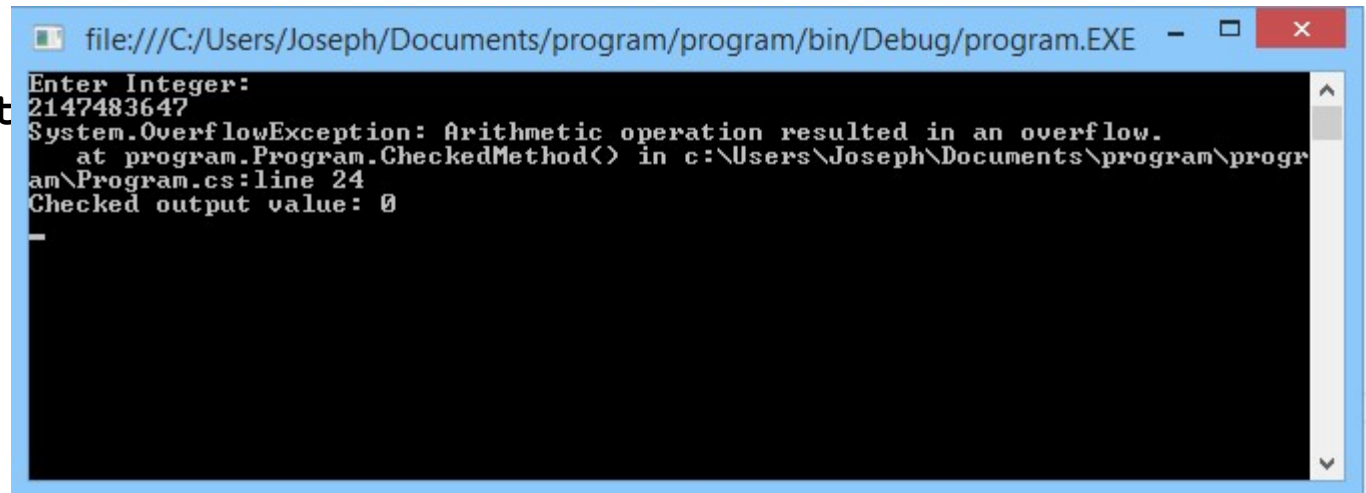 file:///C:/Users/Joseph/Documents/program/program/bin/Debug/program.EXE
Enter Integer:
t
2147483647
System.OverflowException: Arithmetic operation resulted in an overflow.
   at program.Program.CheckedMethod() in c:\Users\Joseph\Documents\program\progr
am\Program.cs:line 24
Checked output value: 0